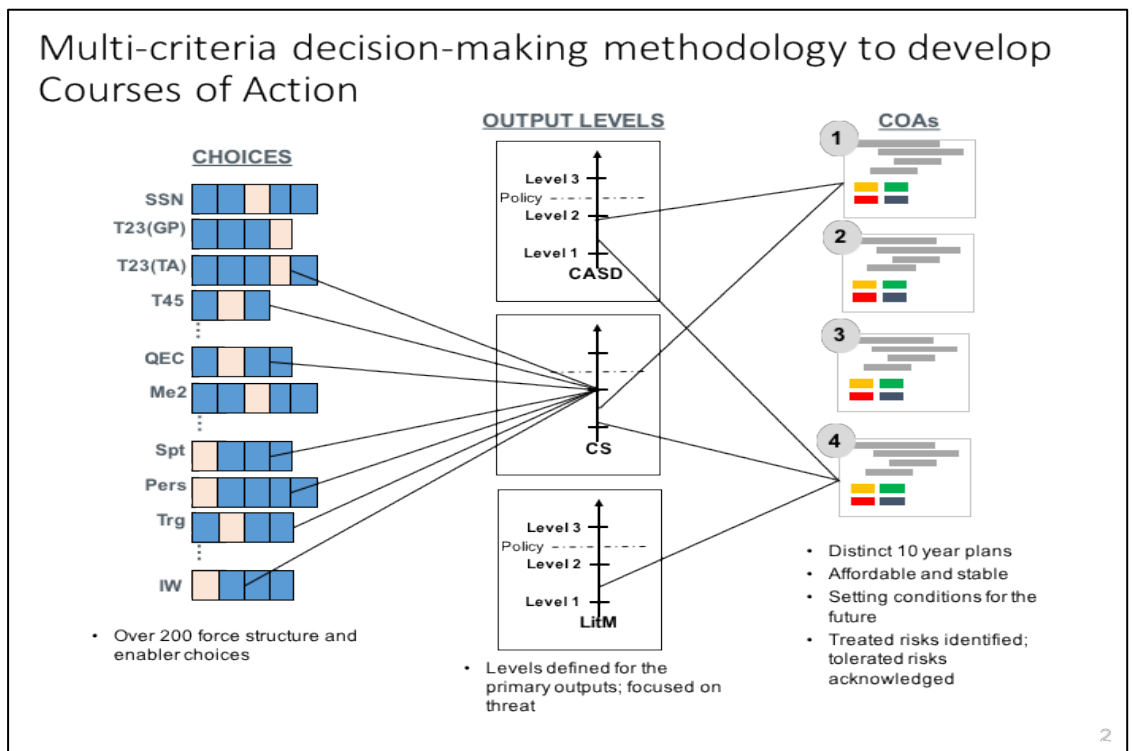 Multi-criteria decision-making methodology to develop
Courses of Action
CHOICES
SSN
T23(GP)
T23(TA)
T45
QEC
Me2
Spt
Pers
Trg
IW
• Over 200 force structure and
enabler choices
OUTPUT LEVELS
Level 3
Policy
Level 2
Level 1
CASD
CS
Level 3
Policy
Level 2
Level 1
LitM
• Levels defined for the
primary outputs; focused on
threat
COAs
1
2
3
4
• Distinct 10 year plans
• Affordable and stable
• Setting conditions for the
future
• Treated risks identified;
tolerated risks
acknowledged
2